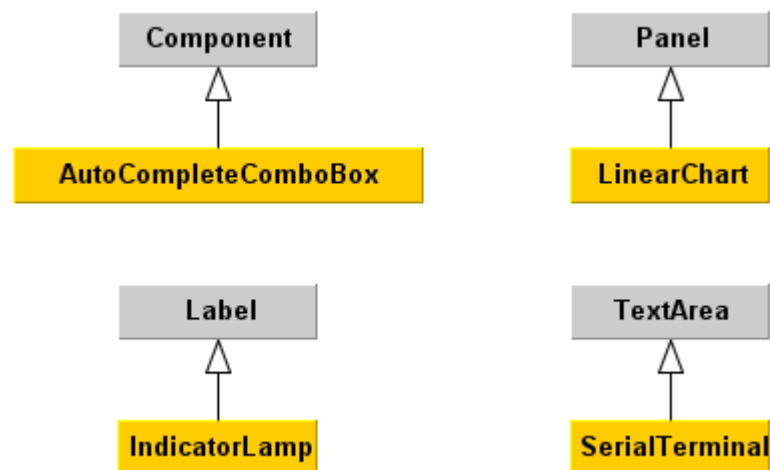 Component
Panel
AutoCompleteComboBox
LinearChart
Label
TextArea
IndicatorLamp
SerialTerminal